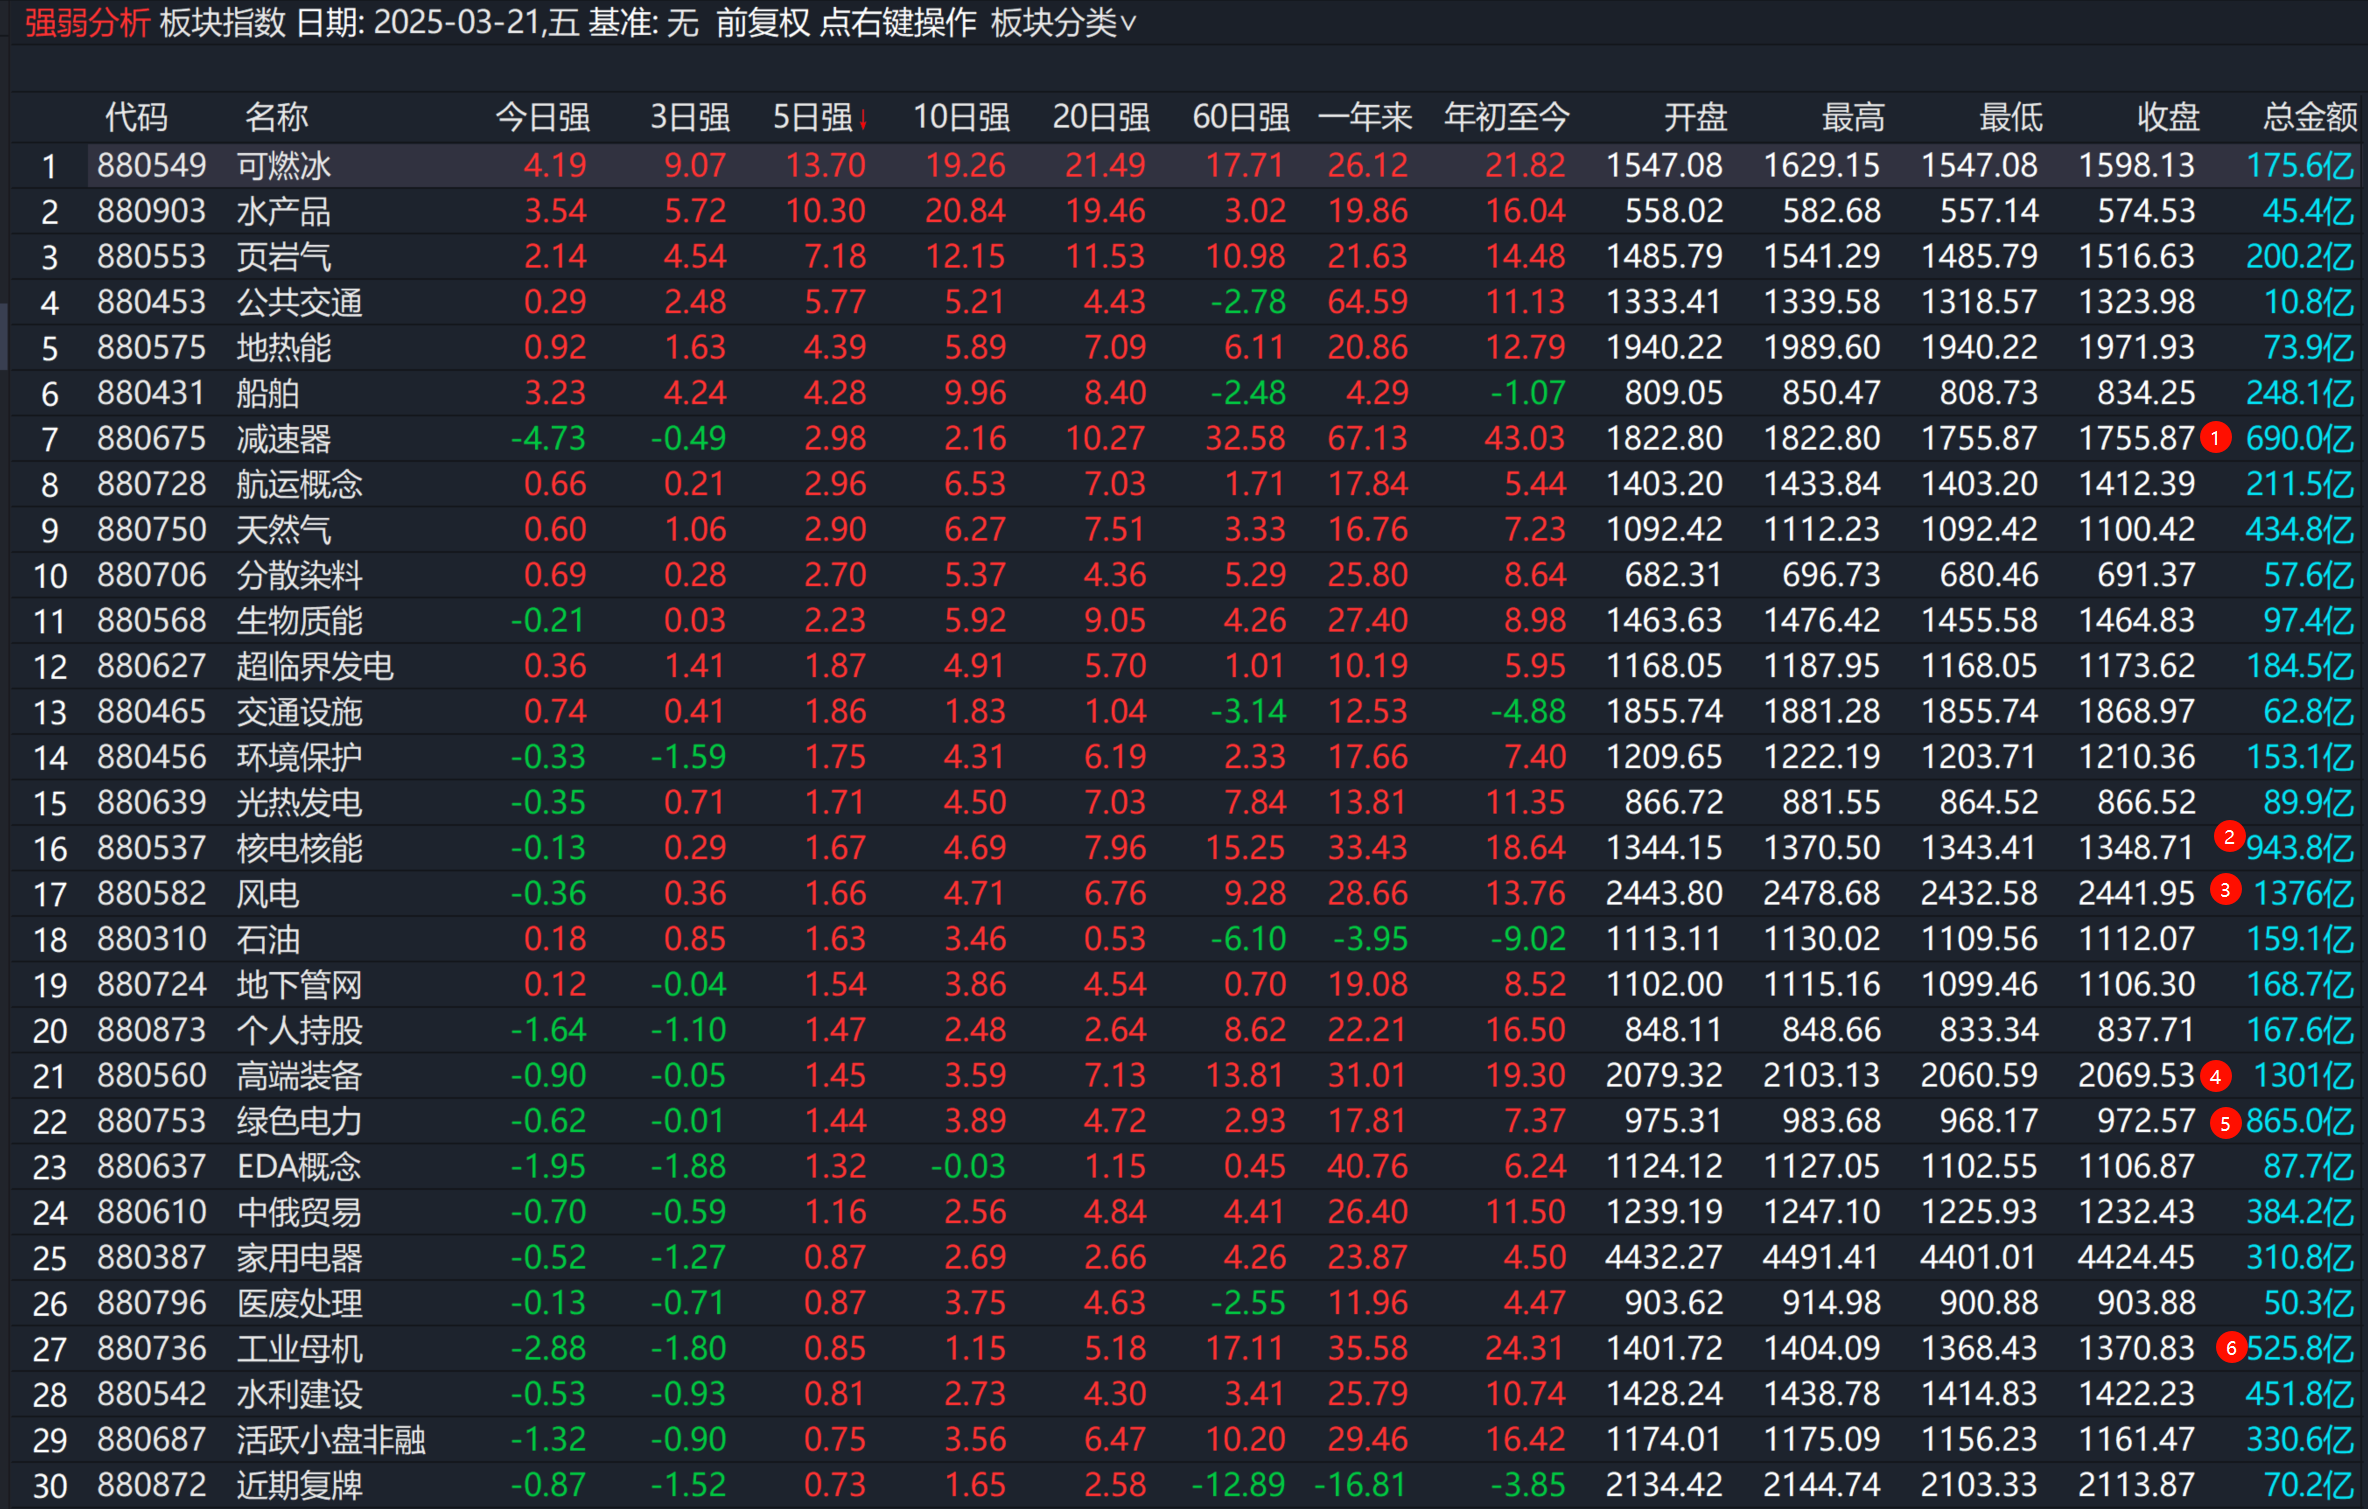 强弱分析 板块指数 日期: 2025-03-21,五 基准: 无 前复权 点右键操作 板块分类∨
代码 名称 今日强 3日强 5日强↓ 10日强 20日强 60日强 一年来 年初至今 开盘 最高 最低 收盘 总金额
1 880549 可燃冰 4.19 9.07 13.70 19.26 21.49 17.71 26.12 21.82 1547.08 1629.15 1547.08 1598.13 175.6亿
2 880903 水产品 3.54 5.72 10.30 20.84 19.46 3.02 19.86 16.04 558.02 582.68 557.14 574.53 45.4亿
3 880553 页岩气 2.14 4.54 7.18 12.15 11.53 10.98 21.63 14.48 1485.79 1541.29 1485.79 1516.63 200.2亿
4 880453 公共交通 0.29 2.48 5.77 5.21 4.43 -2.78 64.59 11.13 1333.41 1339.58 1318.57 1323.98 10.8亿
5 880575 地热能 0.92 1.63 4.39 5.89 7.09 6.11 20.86 12.79 1940.22 1989.60 1940.22 1971.93 73.9亿
6 880431 船舶 3.23 4.24 4.28 9.96 8.40 -2.48 4.29 -1.07 809.05 850.47 808.73 834.25 248.1亿
7 880675 减速器 -4.73 -0.49 2.98 2.16 10.27 32.58 67.13 43.03 1822.80 1822.80 1755.87 1755.87 1 690.0亿
8 880728 航运概念 0.66 0.21 2.96 6.53 7.03 1.71 17.84 5.44 1403.20 1433.84 1403.20 1412.39 211.5亿
9 880750 天然气 0.60 1.06 2.90 6.27 7.51 3.33 16.76 7.23 1092.42 1112.23 1092.42 1100.42 434.8亿
10 880706 分散染料 0.69 0.28 2.70 5.37 4.36 5.29 25.80 8.64 682.31 696.73 680.46 691.37 57.6亿
11 880568 生物质能 -0.21 0.03 2.23 5.92 9.05 4.26 27.40 8.98 1463.63 1476.42 1455.58 1464.83 97.4亿
12 880627 超临界发电 0.36 1.41 1.87 4.91 5.70 1.01 10.19 5.95 1168.05 1187.95 1168.05 1173.62 184.5亿
13 880465 交通设施 0.74 0.41 1.86 1.83 1.04 -3.14 12.53 -4.88 1855.74 1881.28 1855.74 1868.97 62.8亿
14 880456 环境保护 -0.33 -1.59 1.75 4.31 6.19 2.33 17.66 7.40 1209.65 1222.19 1203.71 1210.36 153.1亿
15 880639 光热发电 -0.35 0.71 1.71 4.50 7.03 7.84 13.81 11.35 866.72 881.55 864.52 866.52 89.9亿
16 880537 核电核能 -0.13 0.29 1.67 4.69 7.96 15.25 33.43 18.64 1344.15 1370.50 1343.41 1348.71 2 943.8亿
17 880582 风电 -0.36 0.36 1.66 4.71 6.76 9.28 28.66 13.76 2443.80 2478.68 2432.58 2441.95 3 1376亿
18 880310 石油 0.18 0.85 1.63 3.46 0.53 -6.10 -3.95 -9.02 1113.11 1130.02 1109.56 1112.07 159.1亿
19 880724 地下管网 0.12 -0.04 1.54 3.86 4.54 0.70 19.08 8.52 1102.00 1115.16 1099.46 1106.30 168.7亿
20 880873 个人持股 -1.64 -1.10 1.47 2.48 2.64 8.62 22.21 16.50 848.11 848.66 833.34 837.71 167.6亿
21 880560 高端装备 -0.90 -0.05 1.45 3.59 7.13 13.81 31.01 19.30 2079.32 2103.13 2060.59 2069.53 4 1301亿
22 880753 绿色电力 -0.62 -0.01 1.44 3.89 4.72 2.93 17.81 7.37 975.31 983.68 968.17 972.57 5 865.0亿
23 880637 EDA概念 -1.95 -1.88 1.32 -0.03 1.15 0.45 40.76 6.24 1124.12 1127.05 1102.55 1106.87 87.7亿
24 880610 中俄贸易 -0.70 -0.59 1.16 2.56 4.84 4.41 26.40 11.50 1239.19 1247.10 1225.93 1232.43 384.2亿
25 880387 家用电器 -0.52 -1.27 0.87 2.69 2.66 4.26 23.87 4.50 4432.27 4491.41 4401.01 4424.45 310.8亿
26 880796 医废处理 -0.13 -0.71 0.87 3.75 4.63 -2.55 11.96 4.47 903.62 914.98 900.88 903.88 50.3亿
27 880736 工业母机 -2.88 -1.80 0.85 1.15 5.18 17.11 35.58 24.31 1401.72 1404.09 1368.43 1370.83 6 525.8亿
28 880542 水利建设 -0.53 -0.93 0.81 2.73 4.30 3.41 25.79 10.74 1428.24 1438.78 1414.83 1422.23 451.8亿
29 880687 活跃小盘非融 -1.32 -0.90 0.75 3.56 6.47 10.20 29.46 16.42 1174.01 1175.09 1156.23 1161.47 330.6亿
30 880872 近期复牌 -0.87 -1.52 0.73 1.65 2.58 -12.89 -16.81 -3.85 2134.42 2144.74 2103.33 2113.87 70.2亿